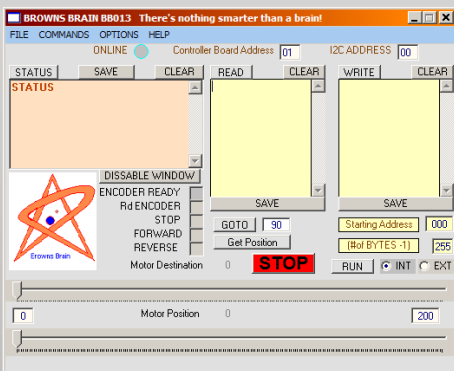 BROWNS BRAIN BB013 There's nothing smarter than a brain!
FILE COMMANDS OPTIONS HELP
ONLINE Controller Board Address 01 I2C ADDRESS 00
STATUS SAVE CLEAR READ CLEAR WRITE CLEAR
STATUS
DISSABLE WINDOW
ENCODER READY SAVE SAVE
Rd ENCODER
STOP GOTO 90 Starting Address 000
FORWARD
REVERSE Get Position (#of BYTES -1) 255
Erowns Brain
Motor Destination 0 STOP RUN INT EXT
0 Motor Position 0 200